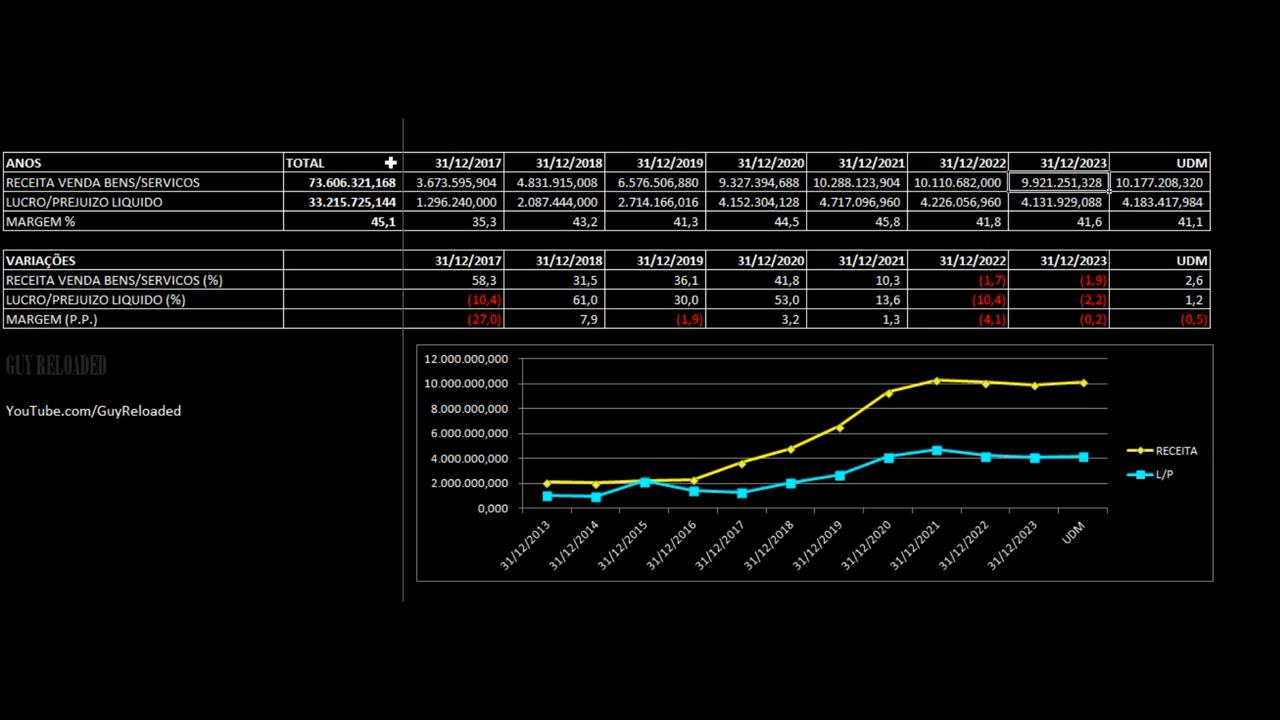 ANOS TOTAL 31/12/2017 31/12/2018 31/12/2019 31/12/2020 31/12/2021 31/12/2022 31/12/2023 UDM
RECEITA VENDA BENS/SERVICOS 73.606.321,168 3.673.595,904 4.831.915,008 6.576.506,880 9.327.394,688 10.288.123,904 10.110.682,000 9.921.251,328 10.177.208,320
LUCRO/PREJUIZO LIQUIDO 33.215.725,144 1.296.240,000 2.087.444,000 2.714.166,016 4.152.304,128 4.717.096,960 4.226.056,960 4.131.929,088 4.183.417,984
MARGEM % 45,1 35,3 43,2 41,3 44,5 45,8 41,8 41,6 41,1
VARIAÇÕES 31/12/2017 31/12/2018 31/12/2019 31/12/2020 31/12/2021 31/12/2022 31/12/2023 UDM
RECEITA VENDA BENS/SERVICOS (%) 58,3 31,5 36,1 41,8 10,3 (1,7) (1,9) 2,6
LUCRO/PREJUIZO LIQUIDO (%) (10,4) 61,0 30,0 53,0 13,6 (10,4) (2,2) 1,2
MARGEM (P.P.) (27,0) 7,9 (1,9) 3,2 1,3 (4,1) (0,2) (0,5)
GUY RELOADED
YouTube.com/GuyReloaded
12.000.000,000
10.000.000,000
8.000.000,000
6.000.000,000
4.000.000,000
2.000.000,000
0,000
31/12/2013 31/12/2014 31/12/2015 31/12/2016 31/12/2017 31/12/2018 31/12/2019 31/12/2020 31/12/2021 31/12/2022 31/12/2023 UDM
RECEITA
L/P